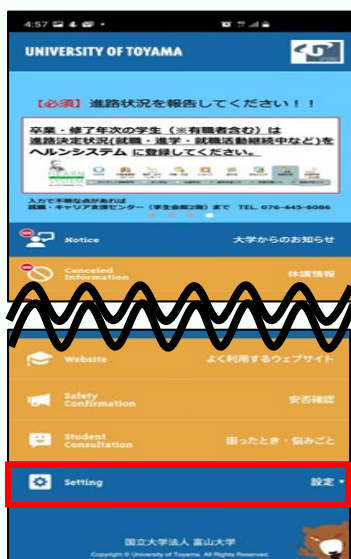 4:57
UNIVERSITY OF TOYAMA
【必須】進路状況を報告してください！！
卒業・修了年次の学生（※有職者含む）は
進路決定状況(就職・進学・就職活動継続中など)を
ヘルンシステム に登録してください。
HEARN
SYSTEM
入力で不明な点があれば
就職・キャリア支援センター（学生会館2階）まで TEL. 076-445-6086
Notice 大学からのお知らせ
Canceled
Information 休講情報
Website よく利用するウェブサイト
Safety
Confirmation 安否確認
Student
Consultation 困ったとき・悩みごと
Setting 設定
国立大学法人 富山大学
Copyright © University of Toyama. All Rights Reserved.